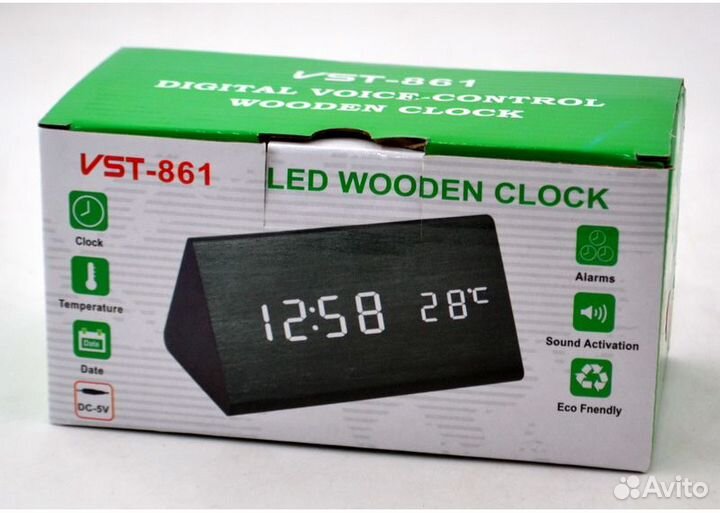 VST-861
DIGITAL VOICE-CONTROL
WOODEN CLOCK
VST-861
LED WOODEN CLOCK
Clock
Temperature
Date
Date
DC-5V
12:58 28°C
Alarms
Sound Activation
Eco Fnendly
Avito